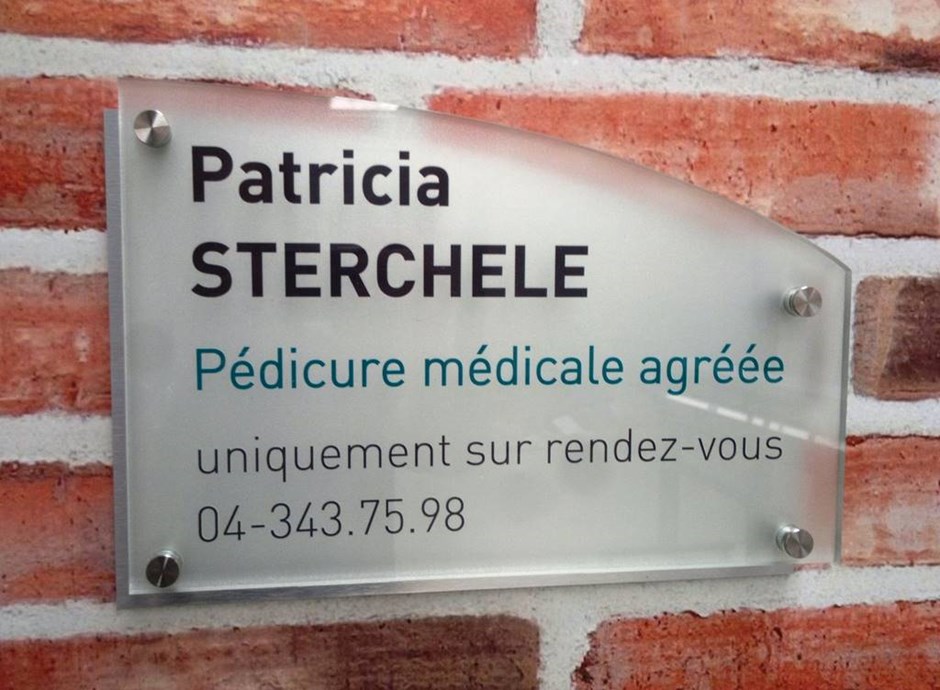 Patricia
STERCHELE
Pédicure médicale agréée
uniquement sur rendez-vous
04-343.75.98